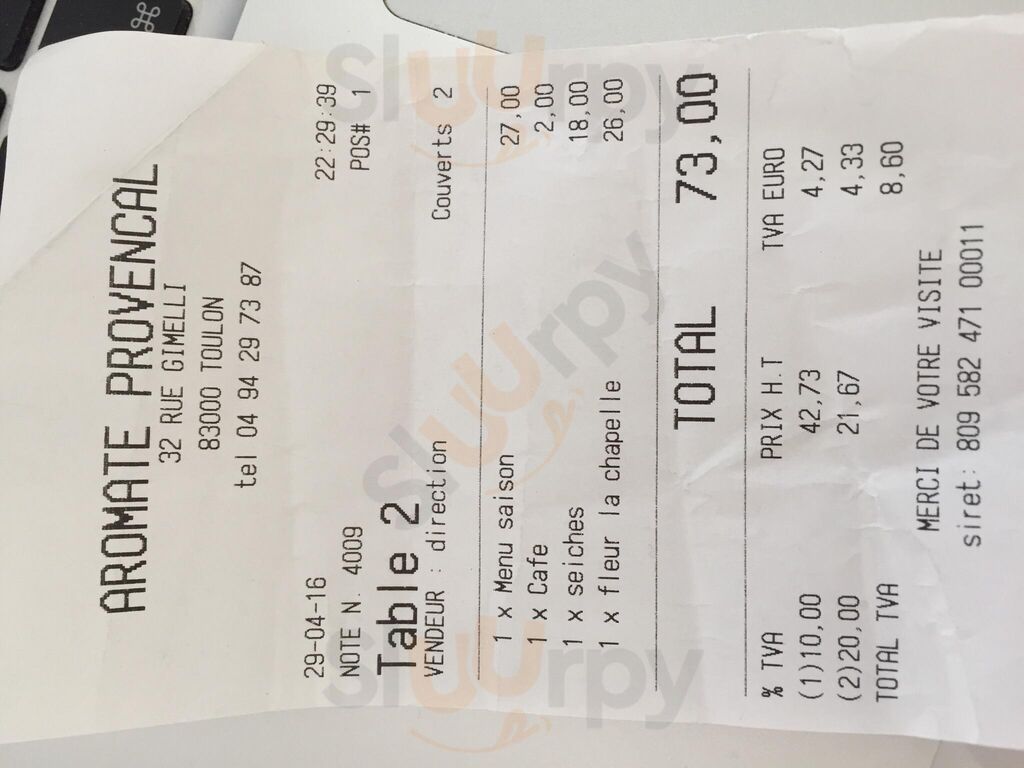 AROMATE PROVENCAL
32 RUE GIMELLI
83000 TOULON
tel 04 94 29 73 87
29-04-16 22:29:39
NOTE N. 4009 POS# 1
Table 2
VENDEUR : direction Couverts 2
1 x Menu saison 27,00
1 x Cafe 2,00
1 x seiches 18,00
1 x fleur la chapelle 26,00
TOTAL 73,00
% TVA PRIX H.T TVA EURO
(1)10,00 42,73 4,27
(2)20,00 21,67 4,33
TOTAL TVA 8,60
MERCI DE VOTRE VISITE
siret: 809 582 471 00011
⌘
Sluurpy
Sluurpy
Sluurpy